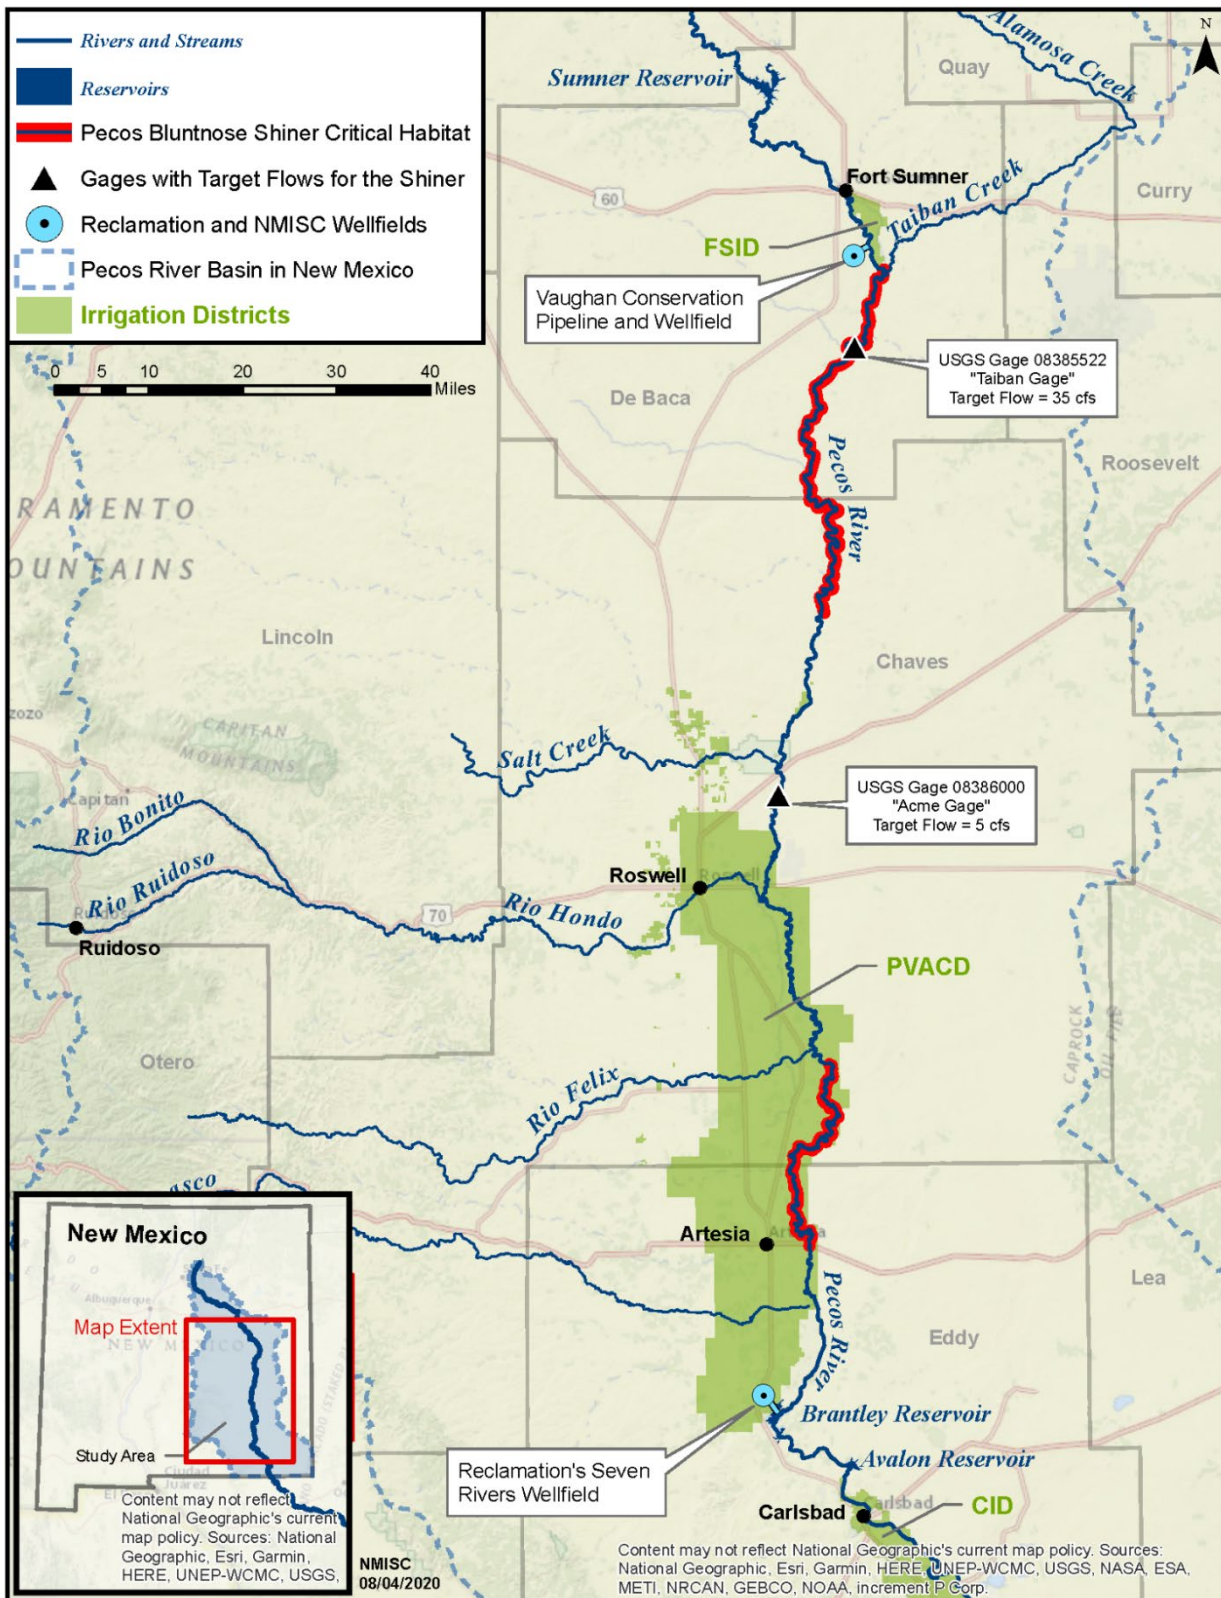 Rivers and Streams
Reservoirs
Pecos Bluntnose Shiner Critical Habitat
Gages with Target Flows for the Shiner
Reclamation and NMISC Wellfields
Pecos River Basin in New Mexico
Irrigation Districts
0 5 10 20 30 40
Miles
N
Alamosa Creek
Quay
Sumner Reservoir
Fort Sumner
Curry
60
Taiban Creek
FSID
Vaughan Conservation
Pipeline and Wellfield
USGS Gage 08385522
"Taiban Gage"
Target Flow = 35 cfs
De Baca
Roosevelt
Pecos River
RAMENTO
OUNTAINS
Lincoln
Chaves
zozo
CAPITAN
MOUNTAINS
Salt Creek
Capitan
USGS Gage 08386000
"Acme Gage"
Target Flow = 5 cfs
Rio Bonito
Rio Ruidoso
Roswell
Rio Hondo
70
Ruidoso
PVACD
CAPROCK
Otero
Rio Felix
asco
Artesia
Lea
Pecos River
Eddy
Brantley Reservoir
Avalon Reservoir
Reclamation's Seven
Rivers Wellfield
Carlsbad
CID
New Mexico
Albuquerque
Map Extent
NEW MEXICO
Study Area
Ciudad
Juárez
Content may not reflect
National Geographic's current
map policy. Sources: National
Geographic, Esri, Garmin,
HERE, UNEP-WCMC, USGS,
NMISC
08/04/2020
Content may not reflect National Geographic's current map policy. Sources:
National Geographic, Esri, Garmin, HERE, UNEP-WCMC, USGS, NASA, ESA,
METI, NRCAN, GEBCO, NOAA, increment P Corp.